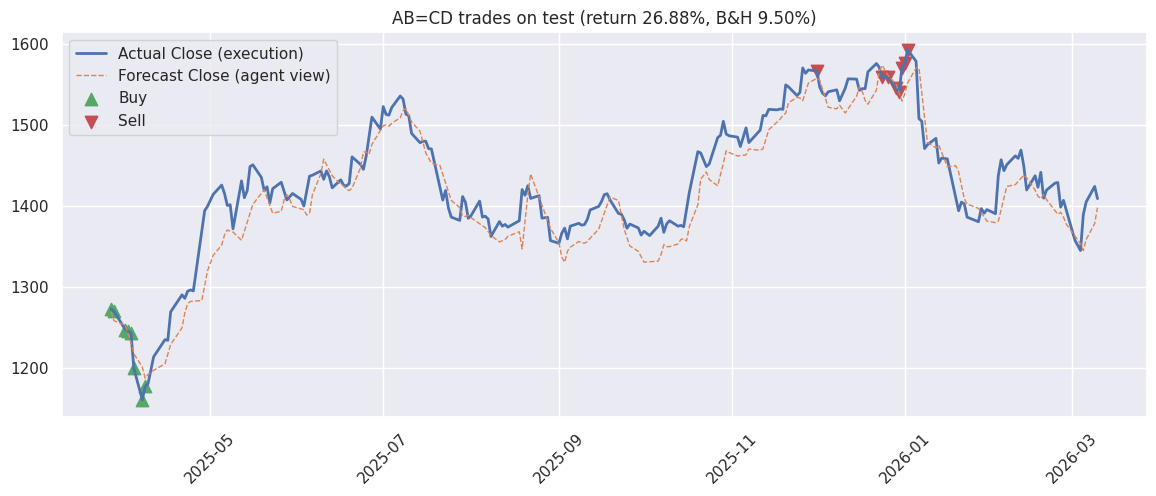 AB=CD trades on test (return 26.88%, B&H 9.50%)
Actual Close (execution)
Forecast Close (agent view)
Buy
Sell
1600
1500
1400
1300
1200
2025-05
2025-07
2025-09
2025-11
2026-01
2026-03